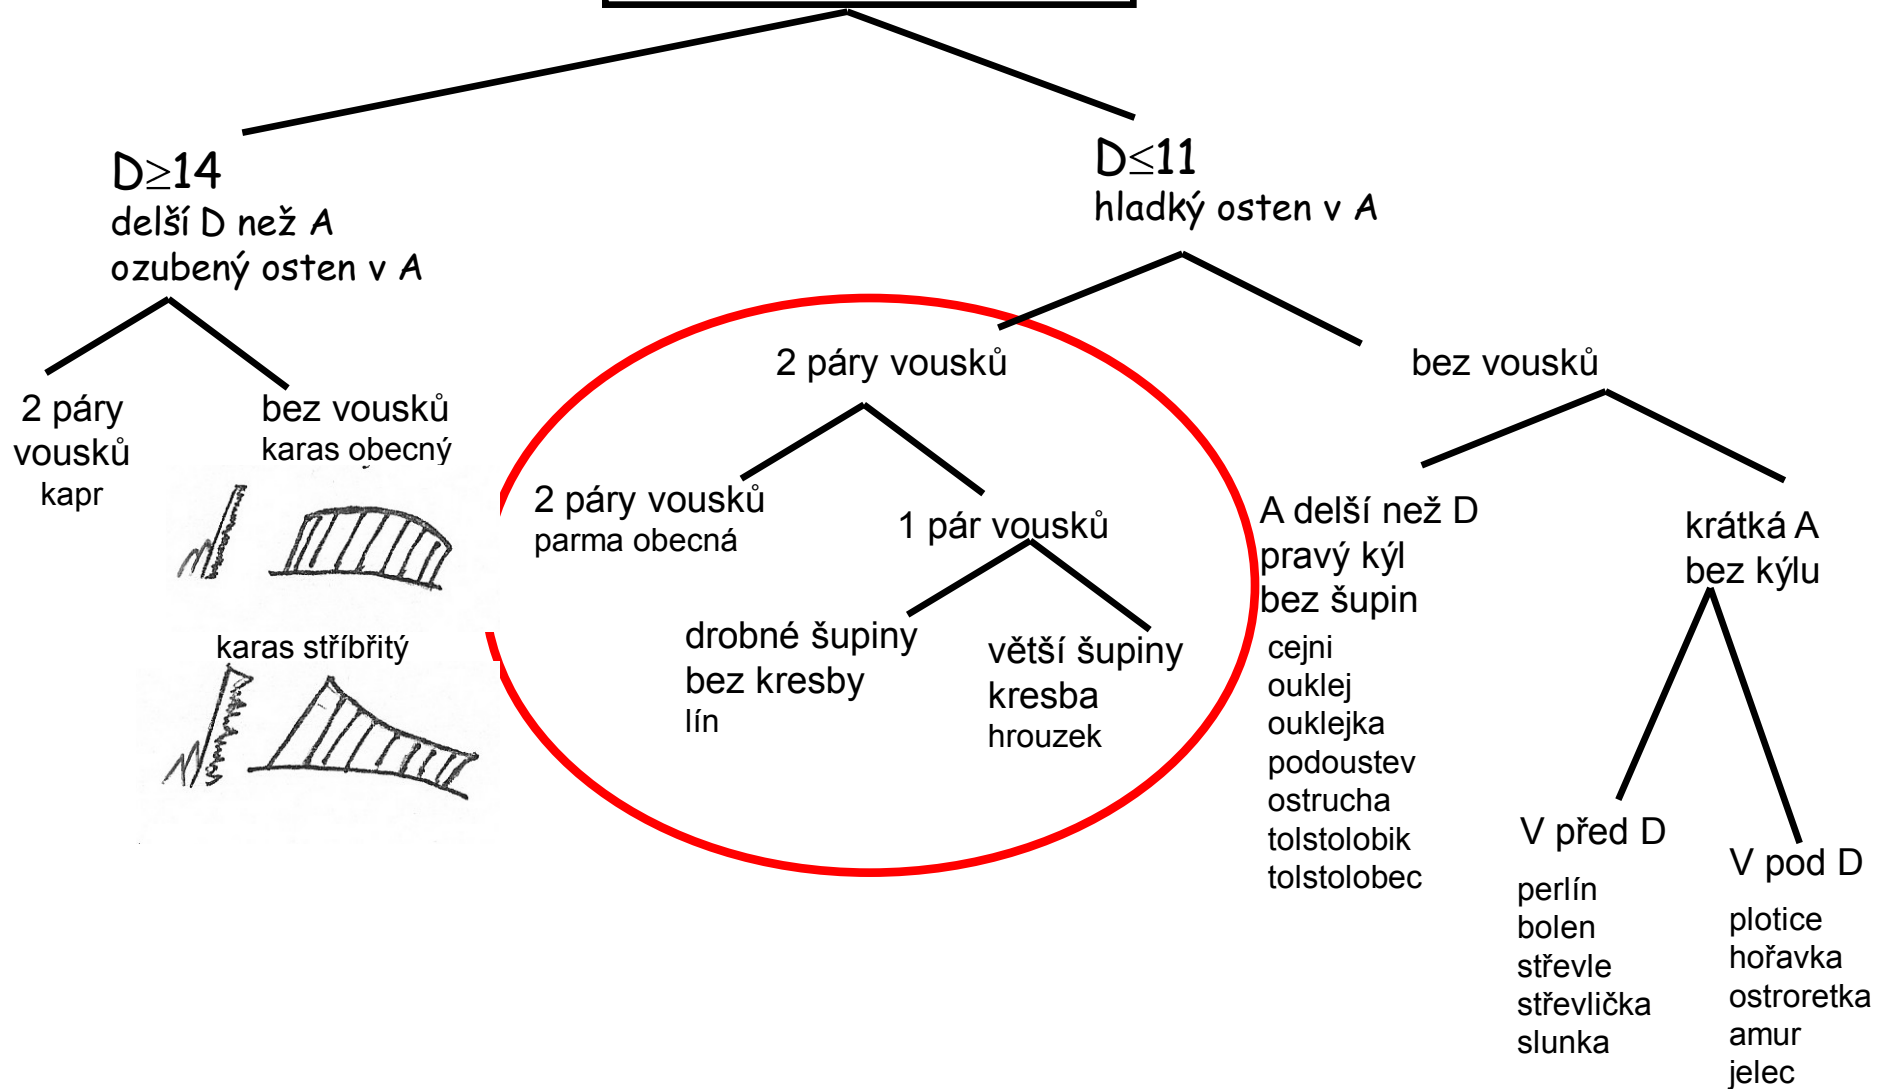 D≥14
delší D než A
ozubený osten v A
D≤11
hladký osten v A
2 páry
vousků
kapr
bez vousků
karas obecný
karas stříbřitý
2 páry vousků
2 páry vousků
parma obecná
1 pár vousků
drobné šupiny
bez kresby
lín
větší šupiny
kresba
hrouzek
bez vousků
A delší než D
pravý kýl
bez šupin
cejni
ouklej
ouklejka
podoustev
ostrucha
tolstolobik
tolstolobec
krátká A
bez kýlu
V před D
perlín
bolen
střevle
střevlička
slunka
V pod D
plotice
hořavka
ostroretka
amur
jelec